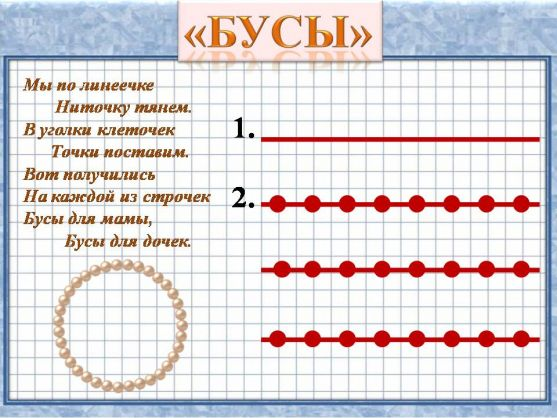 «БУСЫ»
Мы по линеечке
Ниточку тянем.
В уголки клеточек
Точки поставим.
Вот получились
На каждой из строчек
Бусы для мамы,
Бусы для дочек.
1.
2.